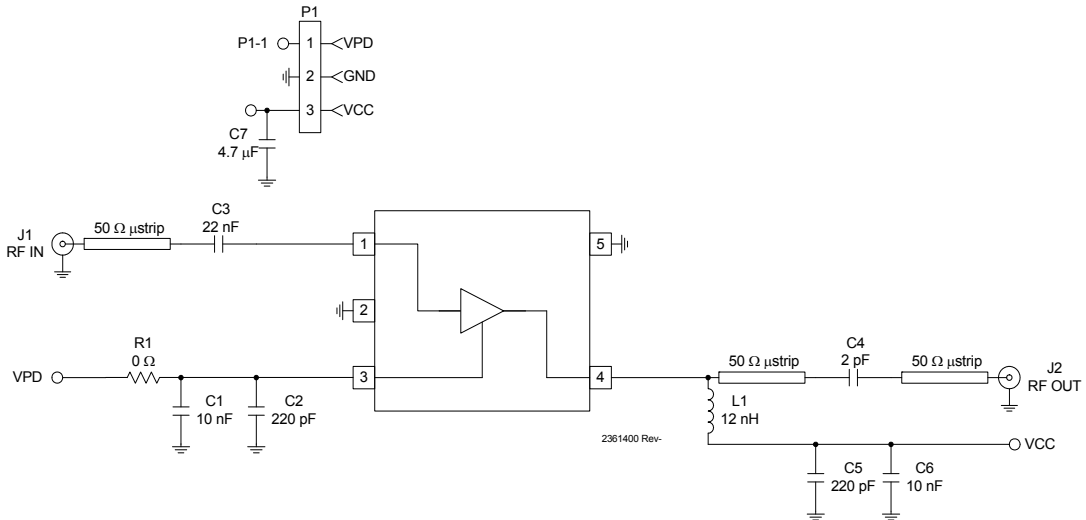 P1
P1-1
1
VPD
2
GND
3
VCC
C7
4.7 μF
J1
RF IN
50 Ω μstrip
C3
22 nF
1
5
2
VPD
R1
0 Ω
3
C1
10 nF
C2
220 pF
4
50 Ω μstrip
C4
2 pF
50 Ω μstrip
J2
RF OUT
L1
12 nH
2361400 Rev-
VCC
C5
220 pF
C6
10 nF